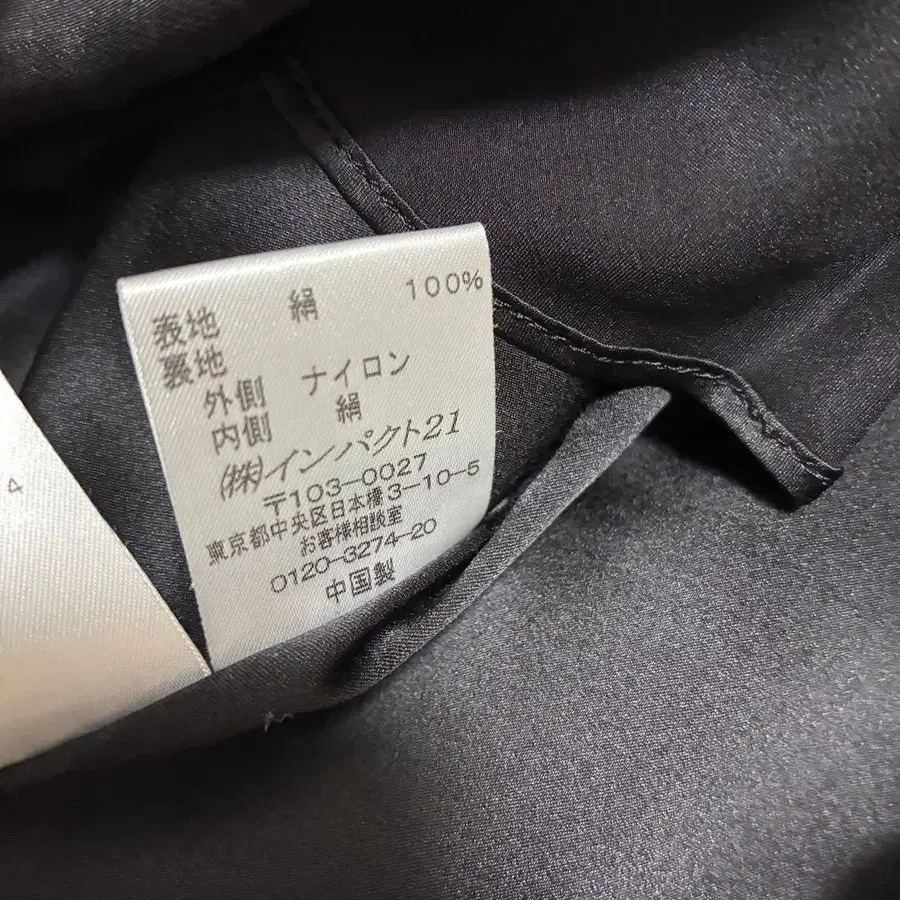 表地 絹 100%
裏地
外側 ナイロン
内側 絹
㈱インパクト21
〒103-0027
東京都中央区日本橋3-10-5
お客様相談室
0120-3274-20
中国製
4